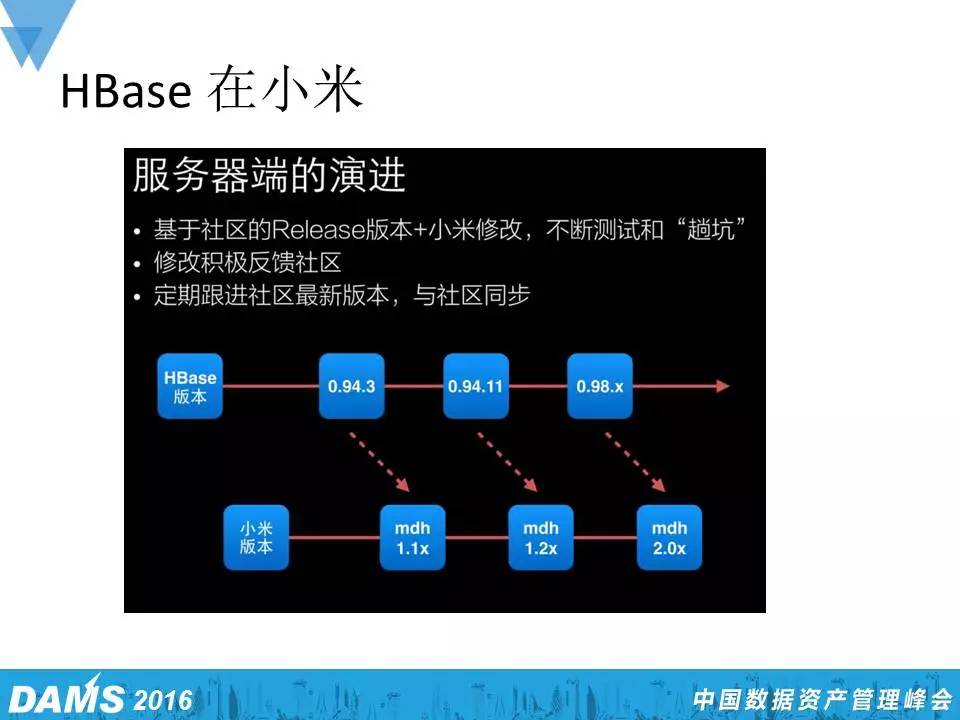 HBase 在小米
服务器端的演进
• 基于社区的Release版本+小米修改，不断测试和“趟坑”
• 修改积极反馈社区
• 定期跟进社区最新版本，与社区同步
HBase
版本
0.94.3
0.94.11
0.98.x
小米
版本
mdh
1.1x
mdh
1.2x
mdh
2.0x
DAMS 2016
中国数据资产管理峰会